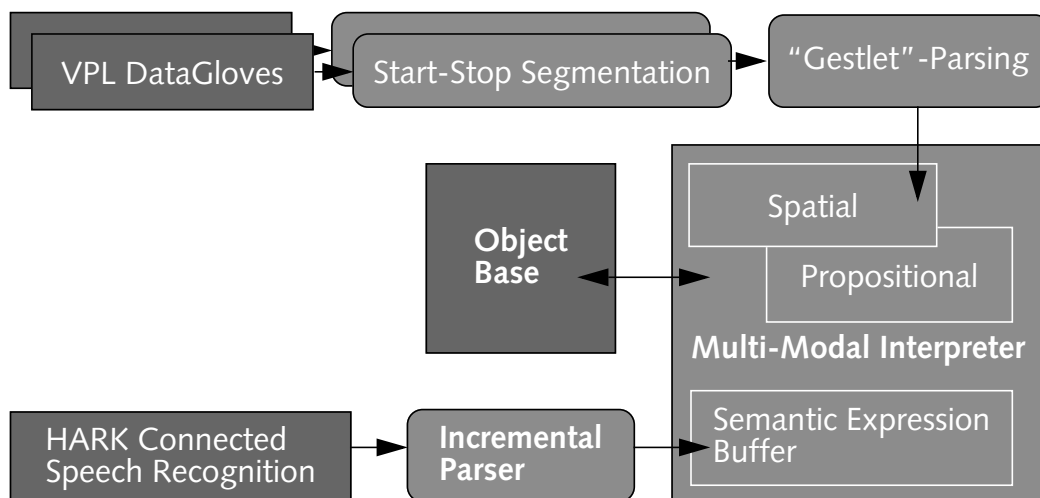 VPL DataGloves
Start-Stop Segmentation
“Gestlet”-Parsing
Spatial
Object
Base
Propositional
Multi-Modal Interpreter
HARK Connected
Speech Recognition
Incremental
Parser
Semantic Expression
Buffer